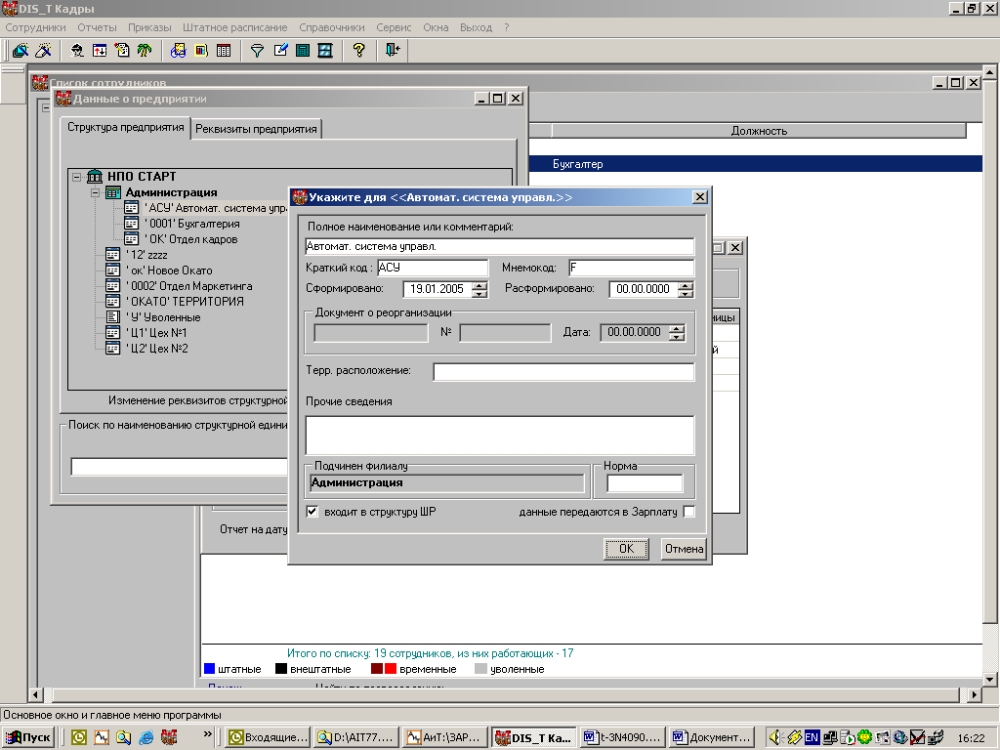 DIS_T Кадры
Сотрудники Отчеты Приказы Штатное расписание Справочники Сервис Окна Выход ?
Список сотрудников
Данные о предприятии
Структура предприятия Реквизиты предприятия
Должность
Бухгалтер
НПО СТАРТ
Администрация
'АСУ' Автомат. система упра
'0001' Бухгалтерия
'ОК' Отдел кадров
'12' zzzz
'ок' Новое Окато
'0002' Отдел Маркетинга
'ОКАТО' ТЕРРИТОРИЯ
'У' Уволенные
'Ц1' Цех №1
'Ц2' Цех №2
Изменение реквизитов структурной
Поиск по наименованию структурной едини
Укажите для <<Автомат. система управл.>>
Полное наименование или комментарий:
Автомат. система управл.
Краткий код : АСУ Мнемокод: F
Сформировано: 19.01.2005 Расформировано: 00.00.0000
Документ о реорганизации
№ Дата: 00.00.0000
Терр. расположение:
Прочие сведения
Подчинен филиалу Норма
Администрация
входит в структуру ШР данные передаются в Зарплату
OK Отмена
ницы
й
Отчет на дату
Итого по списку: 19 сотрудников, из них работающих - 17
штатные внештатные временные уволенные
Основное окно и главное меню программы
Пуск » Входящие... D:\AIT77.... АиТ:\ЗАР... DIS_T Ка... t-3N4090.... Документ... EN 16:22